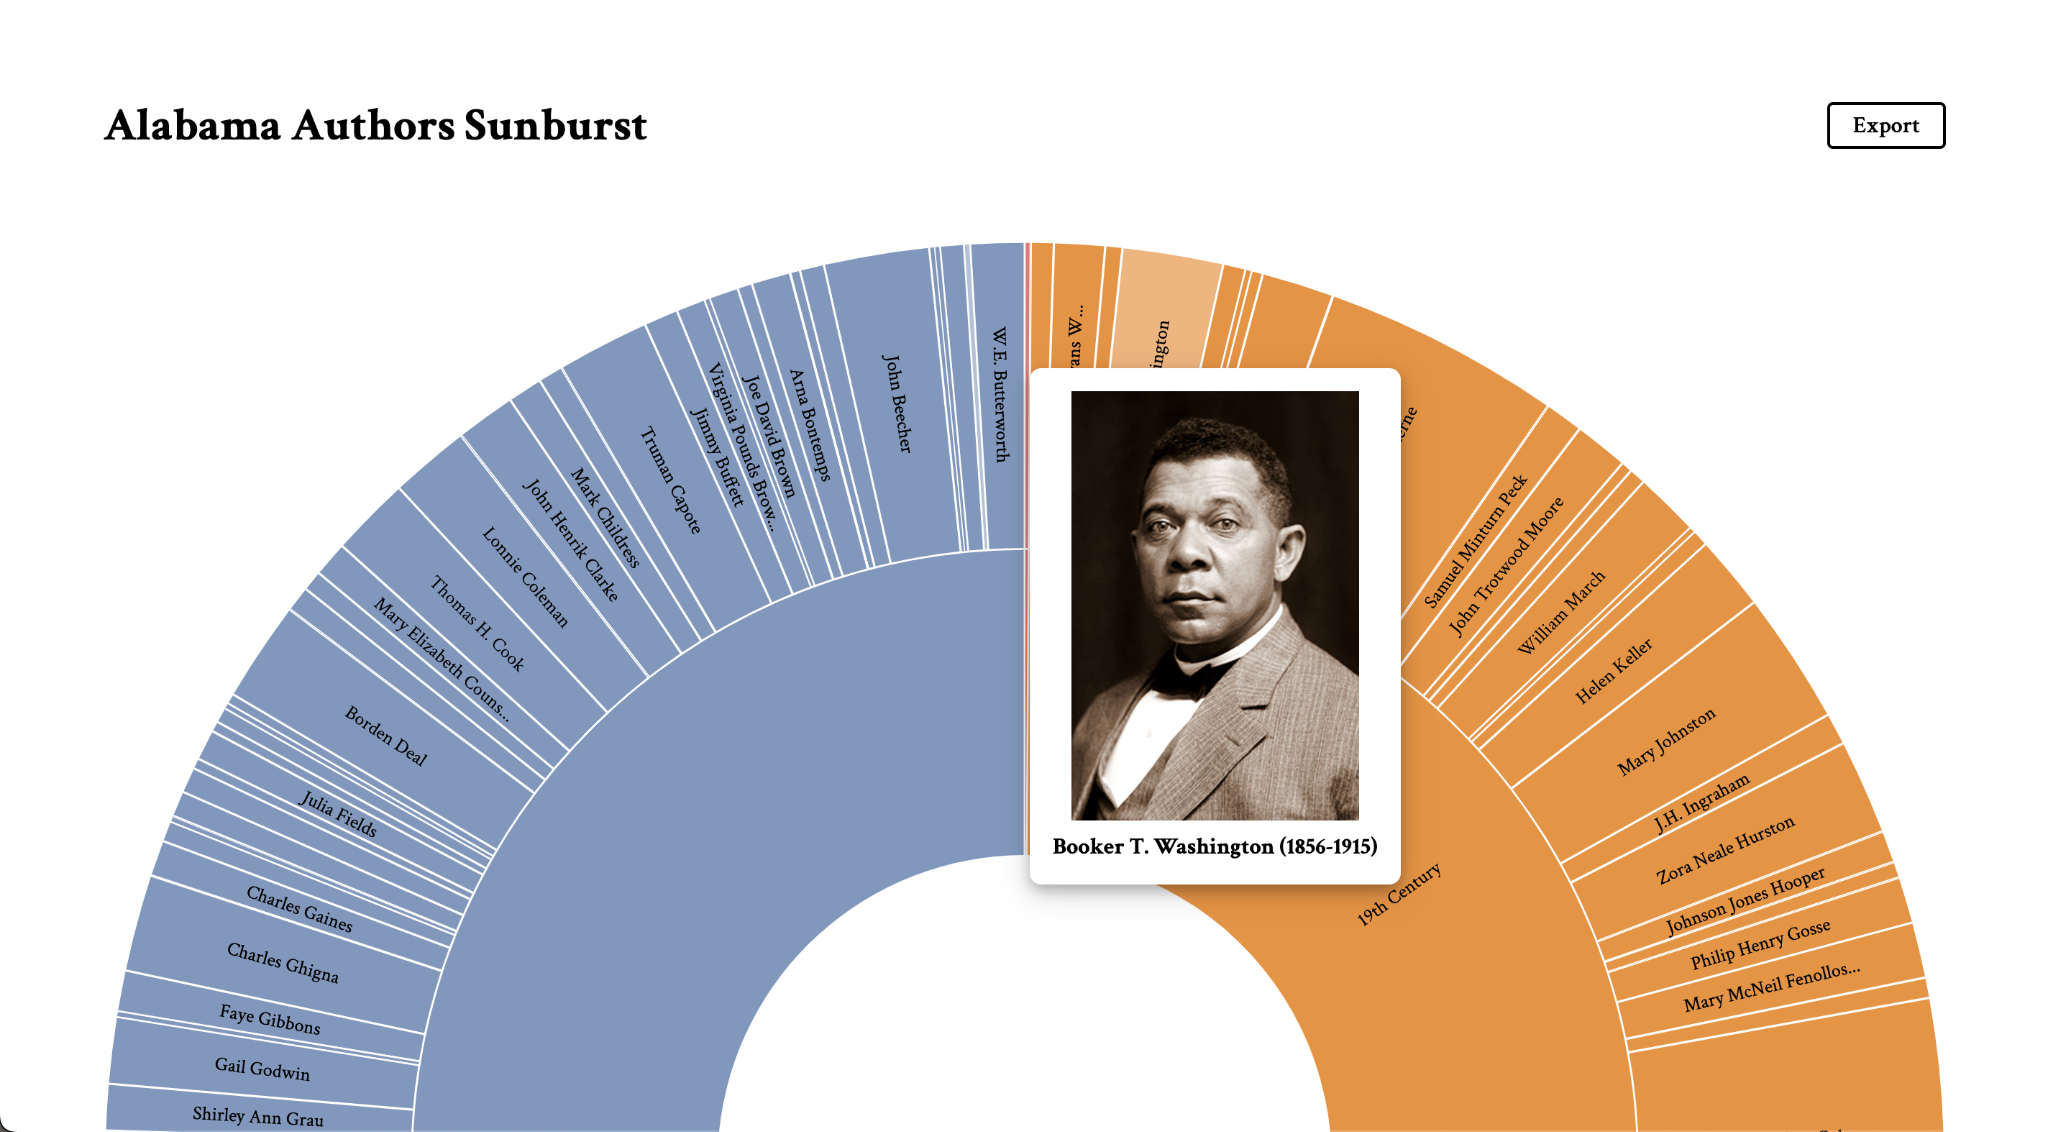 Alabama Authors Sunburst
Export
W.E. Butterworth
John Beecher
Arna Bontemps
Joe David Brown
Virginia Pounds Brow...
Jimmy Buffett
Truman Capote
Mark Childress
John Henrik Clarke
Lonnie Coleman
Thomas H. Cook
Mary Elizabeth Couns...
Borden Deal
Julia Fields
Charles Gaines
Charles Ghigna
Faye Gibbons
Gail Godwin
Shirley Ann Grau
W...
Booker T. Washington (1856-1915)
19th Century
Samuel Minturn Peck
John Trotwood Moore
William March
Helen Keller
Mary Johnston
J.H. Ingraham
Zora Neale Hurston
Johnson Jones Hooper
Philip Henry Gosse
Mary McNeil Fenollos...